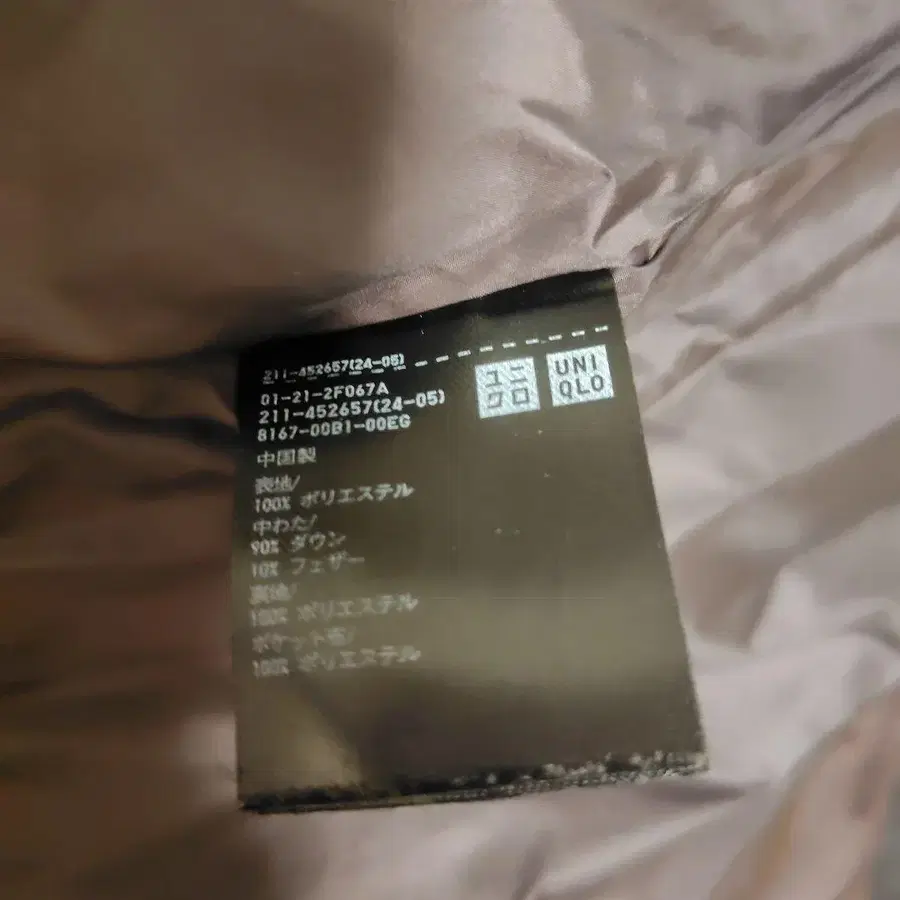 211-452657(24-05)
01-21-2F067A
211-452657(24-05)
8167-00B1-00EG
ユニ
クロ
UNI
QLO
中国製
表地/
100% ポリエステル
中わた/
90% ダウン
10% フェザー
裏地/
100% ポリエステル
ポケット布/
100% ポリエステル